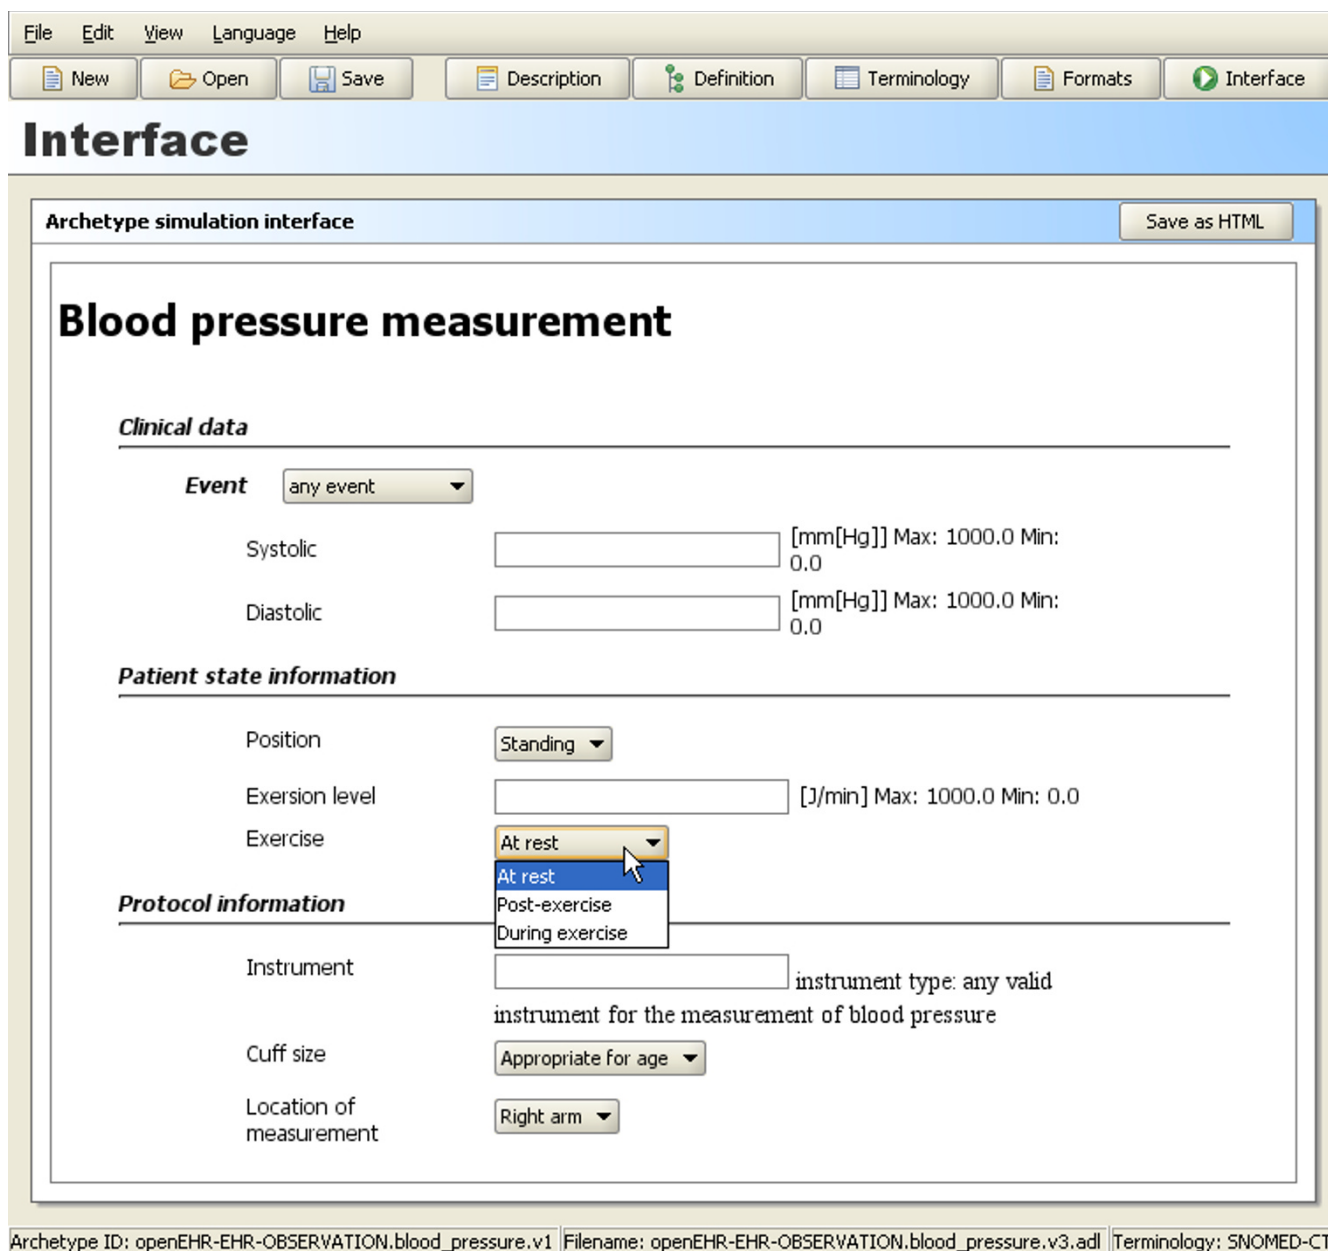 File Edit View Language Help
New Open Save Description Definition Terminology Formats Interface
Interface
Archetype simulation interface Save as HTML
Blood pressure measurement
Clinical data
Event any event
Systolic [mm[Hg]] Max: 1000.0 Min:
0.0
Diastolic [mm[Hg]] Max: 1000.0 Min:
0.0
Patient state information
Position Standing
Exersion level [J/min] Max: 1000.0 Min: 0.0
Exercise At rest
At rest
Post-exercise
During exercise
Protocol information
Instrument instrument type: any valid
instrument for the measurement of blood pressure
Cuff size Appropriate for age
Location of
measurement Right arm
Archetype ID: openEHR-EHR-OBSERVATION.blood_pressure.v1 Filename: openEHR-EHR-OBSERVATION.blood_pressure.v3.adl Terminology: SNOMED-CT